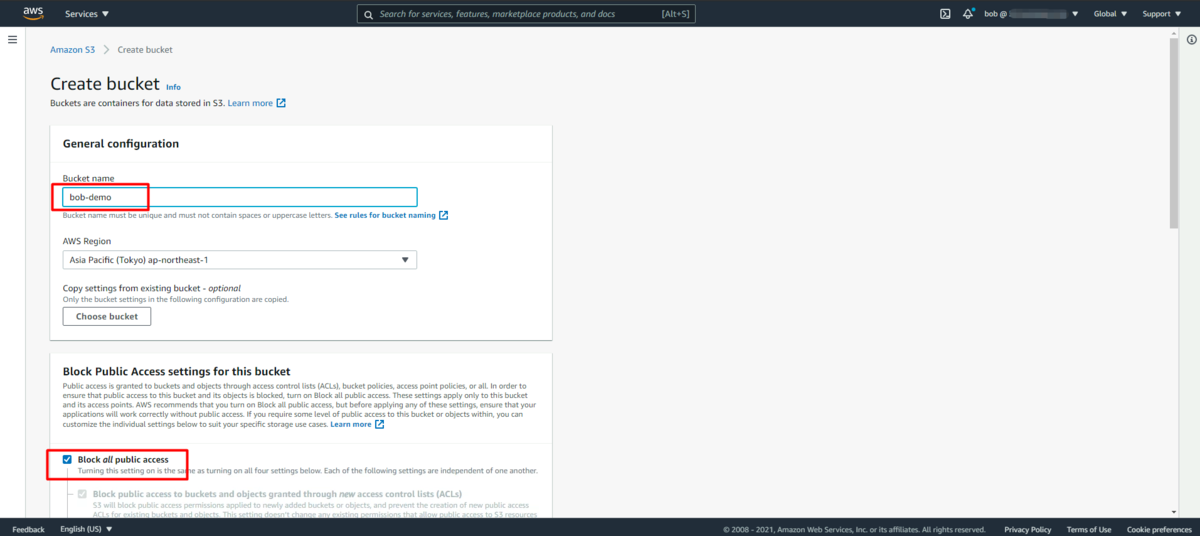 aws
Services
Search for services, features, marketplace products, and docs
[Alt+S]
bob @
Global
Support
Amazon S3
Create bucket
Create bucket
Info
Buckets are containers for data stored in S3. Learn more
General configuration
Bucket name
bob-demo
Bucket name must be unique and must not contain spaces or uppercase letters. See rules for bucket naming
AWS Region
Asia Pacific (Tokyo) ap-northeast-1
Copy settings from existing bucket - optional
Only the bucket settings in the following configuration are copied.
Choose bucket
Block Public Access settings for this bucket
Public access is granted to buckets and objects through access control lists (ACLs), bucket policies, access point policies, or all. In order to
ensure that public access to this bucket and its objects is blocked, turn on Block all public access. These settings apply only to this bucket
and its access points. AWS recommends that you turn on Block all public access, but before applying any of these settings, ensure that your
applications will work correctly without public access. If you require some level of public access to this bucket or objects within, you can
customize the individual settings below to suit your specific storage use cases. Learn more
Block all public access
Turning this setting on is the same as turning on all four settings below. Each of the following settings are independent of one another.
Block public access to buckets and objects granted through new access control lists (ACLs)
S3 will block public access permissions applied to newly added buckets or objects, and prevent the creation of new public access
ACLs for existing buckets and objects. This setting doesn't change any existing permissions that allow public access to S3 resources
Feedback
English (US)
© 2008 - 2021, Amazon Web Services, Inc. or its affiliates. All rights reserved.
Privacy Policy
Terms of Use
Cookie preferences